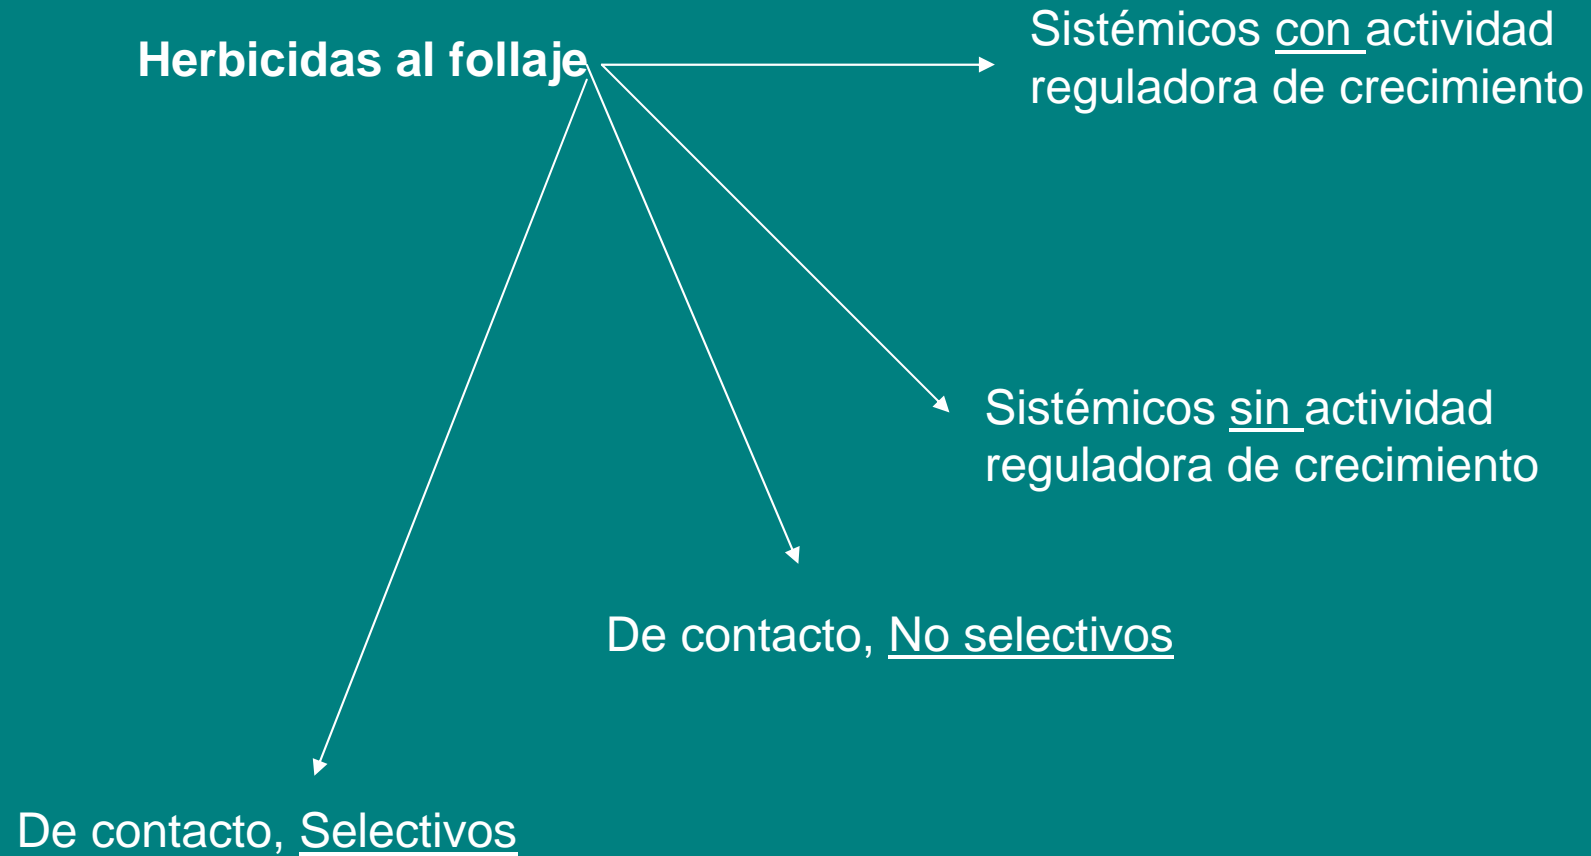 Herbicidas al follaje
Sistémicos con actividad
reguladora de crecimiento
Sistémicos sin actividad
reguladora de crecimiento
De contacto, No selectivos
De contacto, Selectivos